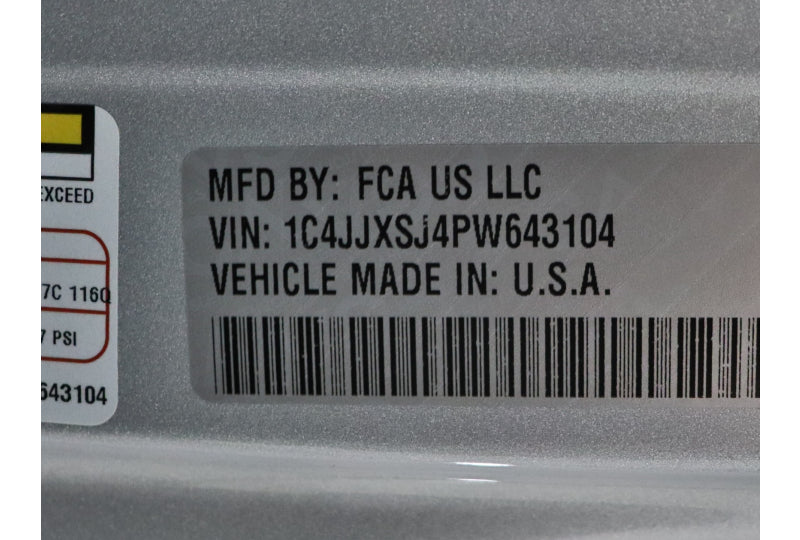 EXCEED
7C 116Q
7 PSI
643104
MFD BY: FCA US LLC
VIN: 1C4JJXSJ4PW643104
VEHICLE MADE IN: U.S.A.